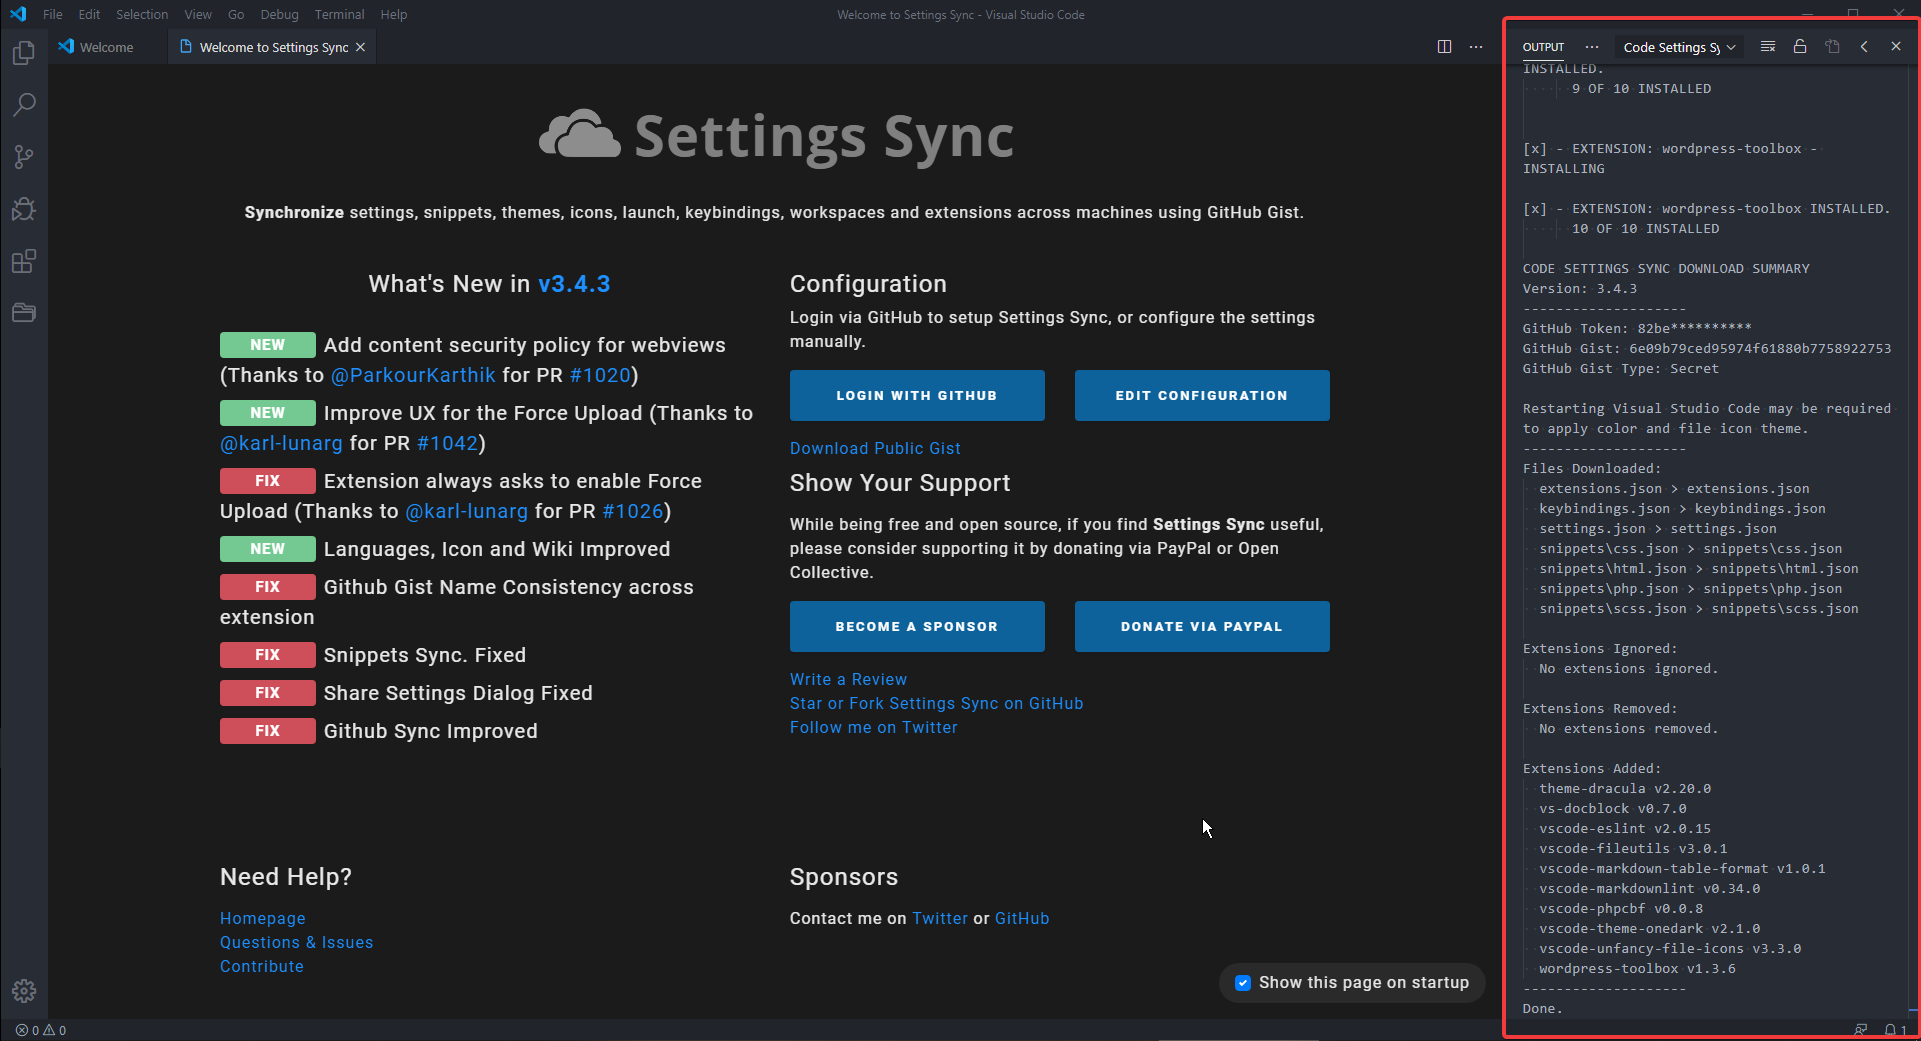 File Edit Selection View Go Debug Terminal Help
Welcome to Settings Sync - Visual Studio Code
Welcome
Welcome to Settings Sync
Settings Sync
Synchronize settings, snippets, themes, icons, launch, keybindings, workspaces and extensions across machines using GitHub Gist.
What's New in v3.4.3
NEW Add content security policy for webviews
(Thanks to @ParkourKarthik for PR #1020)
NEW Improve UX for the Force Upload (Thanks to
@karl-lunarg for PR #1042)
FIX Extension always asks to enable Force
Upload (Thanks to @karl-lunarg for PR #1026)
NEW Languages, Icon and Wiki Improved
FIX Github Gist Name Consistency across
extension
FIX Snippets Sync. Fixed
FIX Share Settings Dialog Fixed
FIX Github Sync Improved
Configuration
Login via GitHub to setup Settings Sync, or configure the settings
manually.
LOGIN WITH GITHUB
EDIT CONFIGURATION
Download Public Gist
Show Your Support
While being free and open source, if you find Settings Sync useful,
please consider supporting it by donating via PayPal or Open
Collective.
BECOME A SPONSOR
DONATE VIA PAYPAL
Write a Review
Star or Fork Settings Sync on GitHub
Follow me on Twitter
Need Help?
Homepage
Questions & Issues
Contribute
Sponsors
Contact me on Twitter or GitHub
Show this page on startup
0 0
OUTPUT
Code Settings Sy
INSTALLED.
9 OF 10 INSTALLED
[x] - EXTENSION: wordpress-toolbox -
INSTALLING
[x] - EXTENSION: wordpress-toolbox INSTALLED.
10 OF 10 INSTALLED
CODE SETTINGS SYNC DOWNLOAD SUMMARY
Version: 3.4.3
--------------------
GitHub Token: 82be**********
GitHub Gist: 6e09b79ced95974f61880b7758922753
GitHub Gist Type: Secret
Restarting Visual Studio Code may be required
to apply color and file icon theme.
--------------------
Files Downloaded:
extensions.json > extensions.json
keybindings.json > keybindings.json
settings.json > settings.json
snippets\css.json > snippets\css.json
snippets\html.json > snippets\html.json
snippets\php.json > snippets\php.json
snippets\scss.json > snippets\scss.json
Extensions Ignored:
No extensions ignored.
Extensions Removed:
No extensions removed.
Extensions Added:
theme-dracula v2.20.0
vs-docblock v0.7.0
vscode-eslint v2.0.15
vscode-fileutils v3.0.1
vscode-markdown-table-format v1.0.1
vscode-markdownlint v0.34.0
vscode-phpcbf v0.0.8
vscode-theme-onedark v2.1.0
vscode-unfancy-file-icons v3.3.0
wordpress-toolbox v1.3.6
--------------------
Done.
1